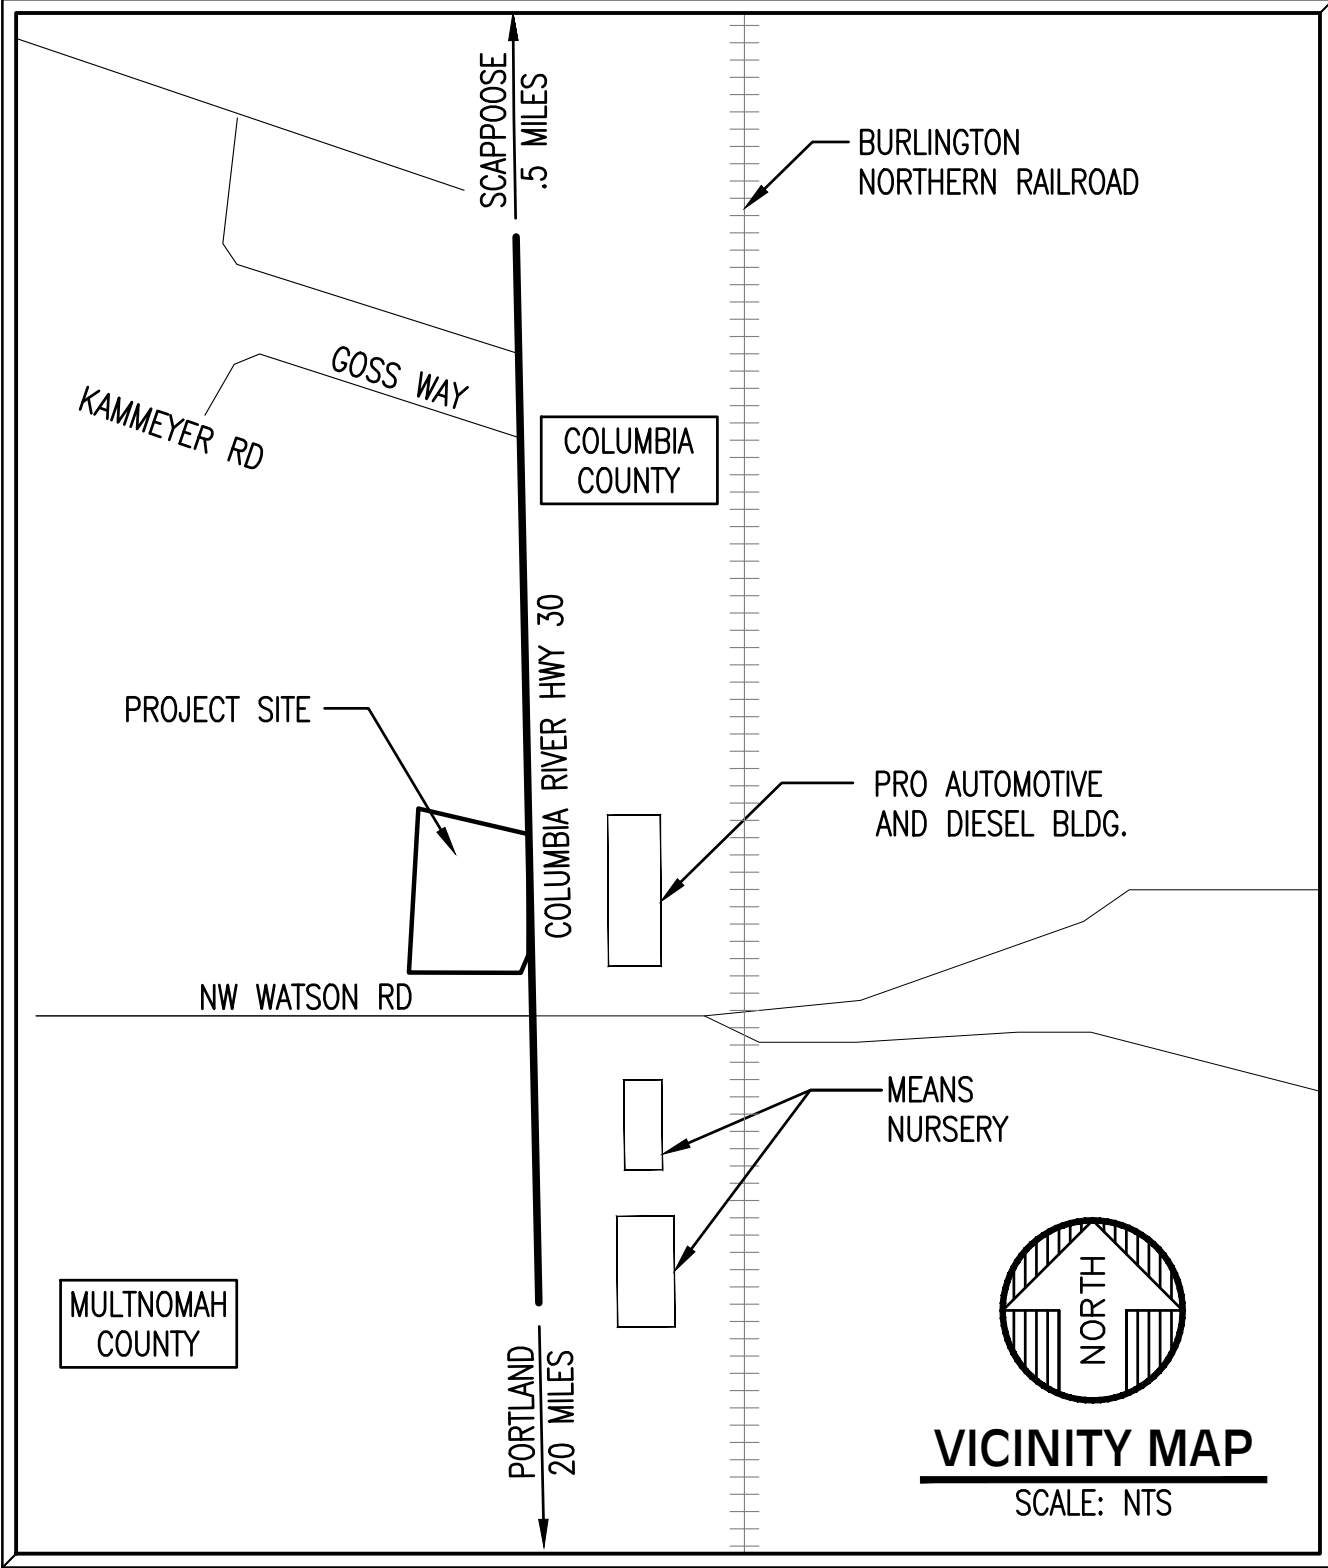 SCAPPOOSE
.5 MILES
BURLINGTON
NORTHERN RAILROAD
GOSS WAY
KAMMEYER RD
COLUMBIA
COUNTY
COLUMBIA RIVER HWY 30
PROJECT SITE
PRO AUTOMOTIVE
AND DIESEL BLDG.
NW WATSON RD
MEANS
NURSERY
MULTNOMAH
COUNTY
PORTLAND
20 MILES
NORTH
VICINITY MAP
SCALE: NTS